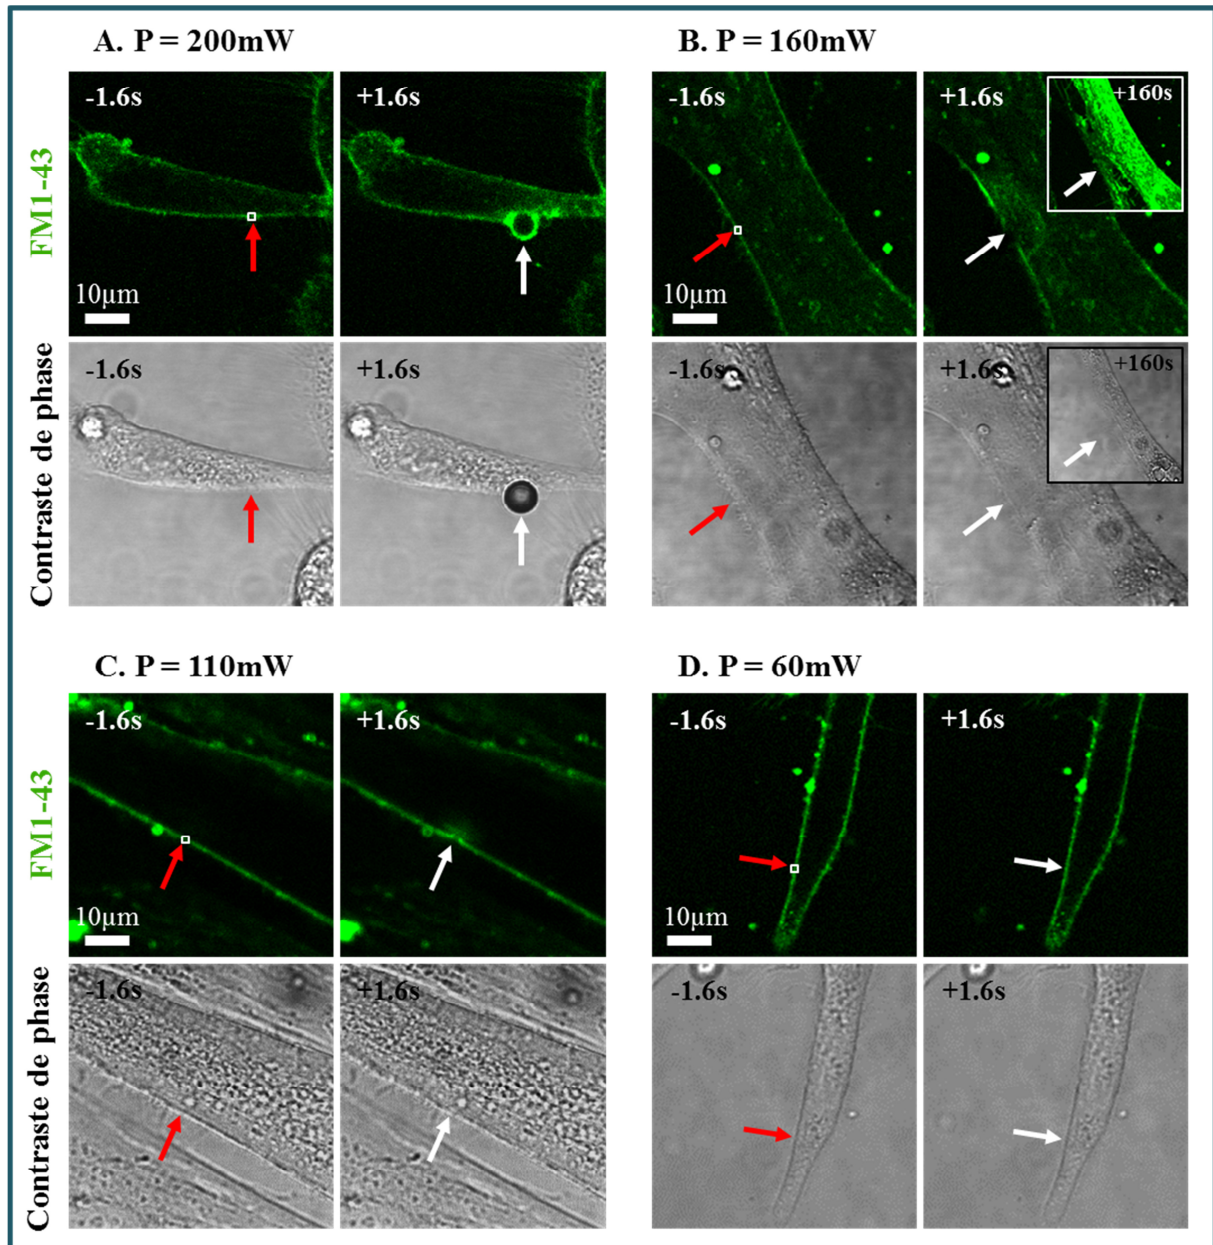 A. P = 200mW
B. P = 160mW
-1.6s
+1.6s
-1.6s
+1.6s
+160s
FM1-43
10µm
10µm
Contraste de phase
-1.6s
+1.6s
-1.6s
+1.6s
+160s
C. P = 110mW
D. P = 60mW
-1.6s
+1.6s
-1.6s
+1.6s
FM1-43
10µm
10µm
Contraste de phase
-1.6s
+1.6s
-1.6s
+1.6s